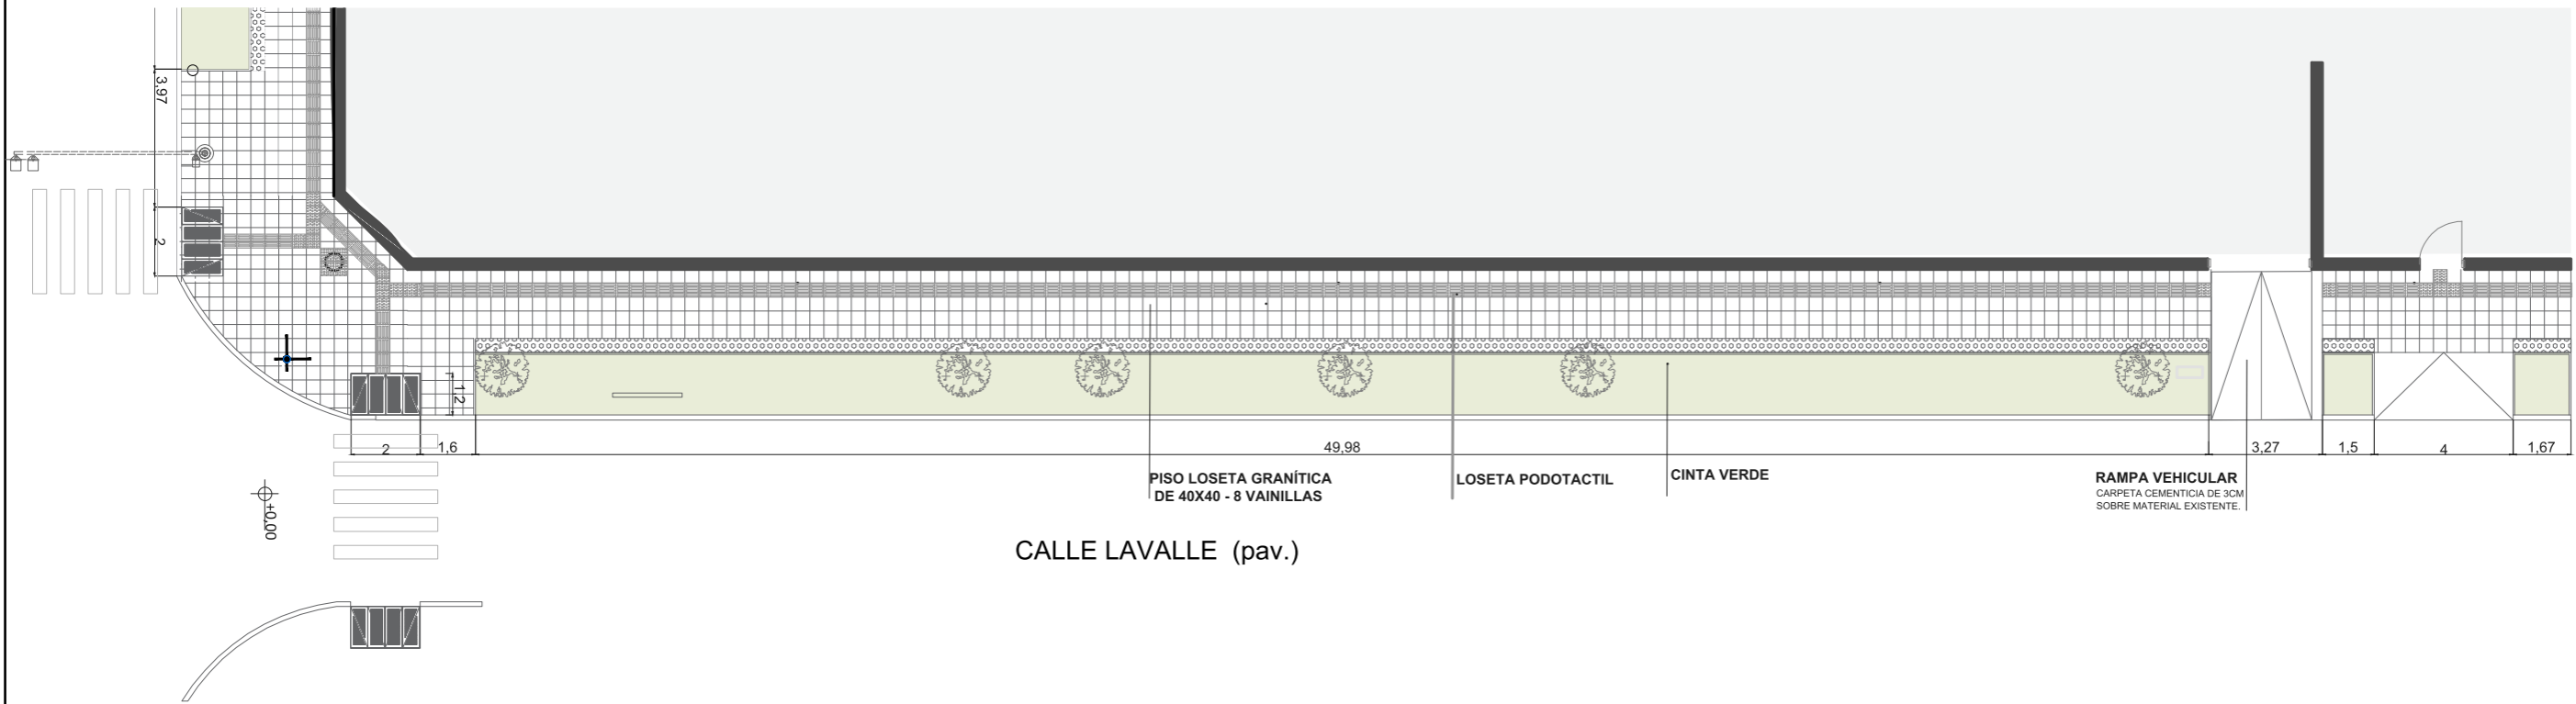 3,97
2
1,2
2
1,6
49,98
3,27
1,5
4
1,67
PISO LOSETA GRANÍTICA
DE 40X40 - 8 VAINILLAS
LOSETA PODOTACTIL
CINTA VERDE
RAMPA VEHICULAR
CARPETA CEMENTICIA DE 3CM
SOBRE MATERIAL EXISTENTE.
+0,00
CALLE LAVALLE (pav.)